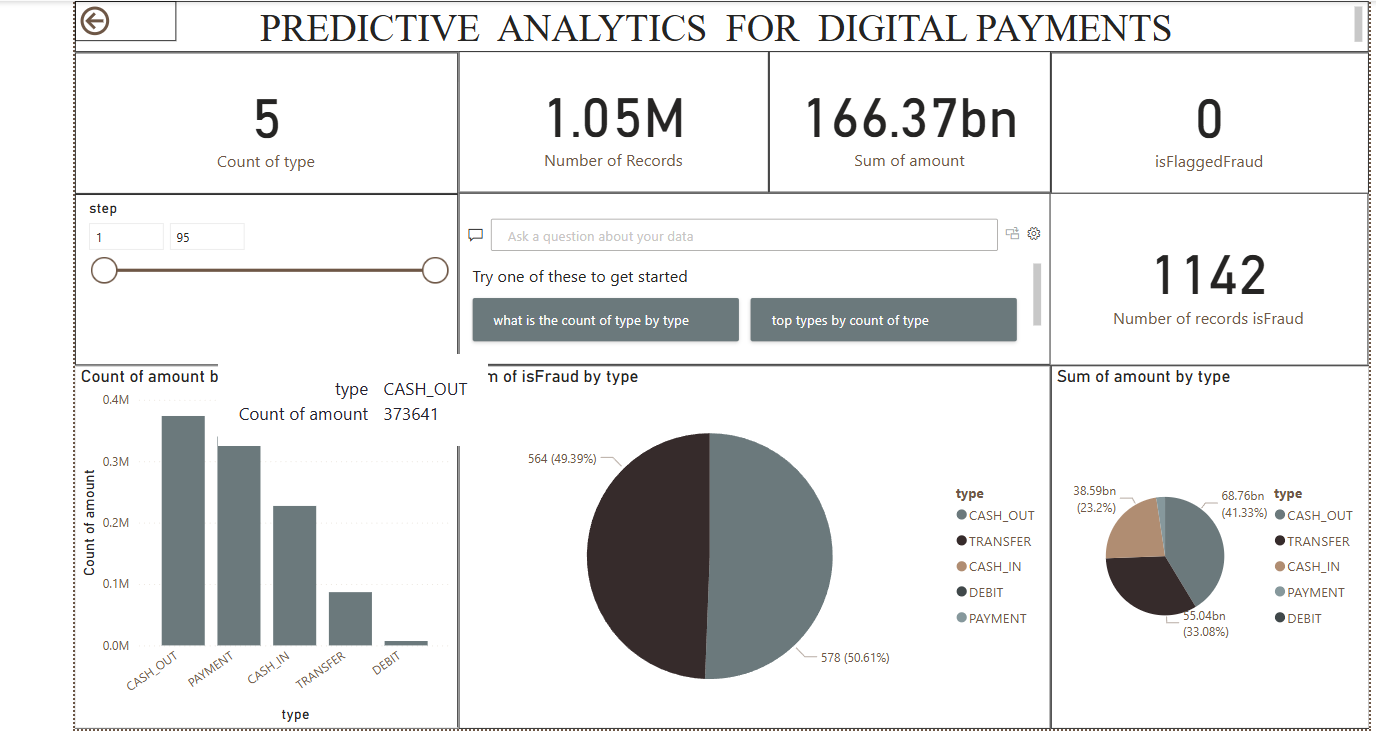 PREDICTIVE ANALYTICS FOR DIGITAL PAYMENTS
5
Count of type
1.05M
Number of Records
166.37bn
Sum of amount
0
isFlaggedFraud
step
1
95
Ask a question about your data
Try one of these to get started
what is the count of type by type
top types by count of type
1142
Number of records isFraud
Count of amount b
type CASH_OUT
Count of amount 373641
0.4M
0.3M
0.2M
0.1M
0.0M
Count of amount
CASH_OUT
PAYMENT
CASH_IN
TRANSFER
DEBIT
type
m of isFraud by type
564 (49.39%)
578 (50.61%)
type
CASH_OUT
TRANSFER
CASH_IN
DEBIT
PAYMENT
Sum of amount by type
38.59bn
(23.2%)
68.76bn
(41.33%)
55.04bn
(33.08%)
type
CASH_OUT
TRANSFER
CASH_IN
PAYMENT
DEBIT